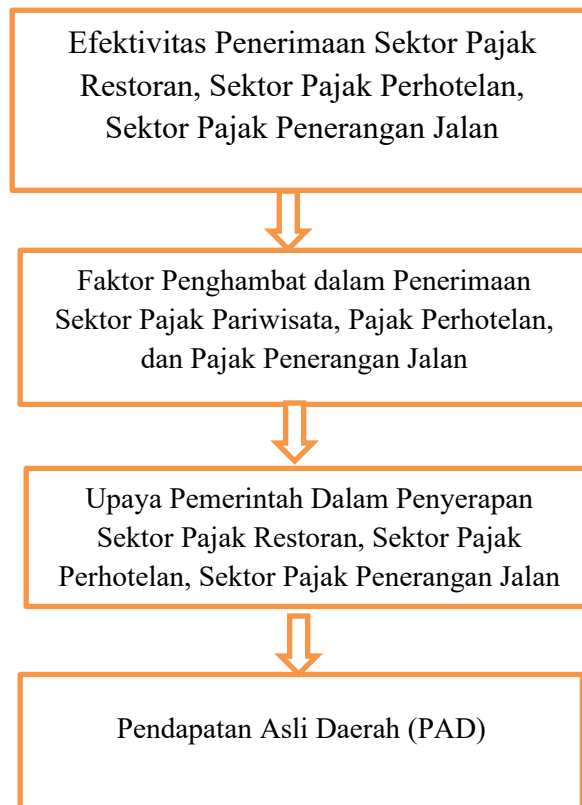 Efektivitas Penerimaan Sektor Pajak
Restoran, Sektor Pajak Perhotelan,
Sektor Pajak Penerangan Jalan
Faktor Penghambat dalam Penerimaan
Sektor Pajak Pariwisata, Pajak Perhotelan,
dan Pajak Penerangan Jalan
Upaya Pemerintah Dalam Penyerapan
Sektor Pajak Restoran, Sektor Pajak
Perhotelan, Sektor Pajak Penerangan Jalan
Pendapatan Asli Daerah (PAD)